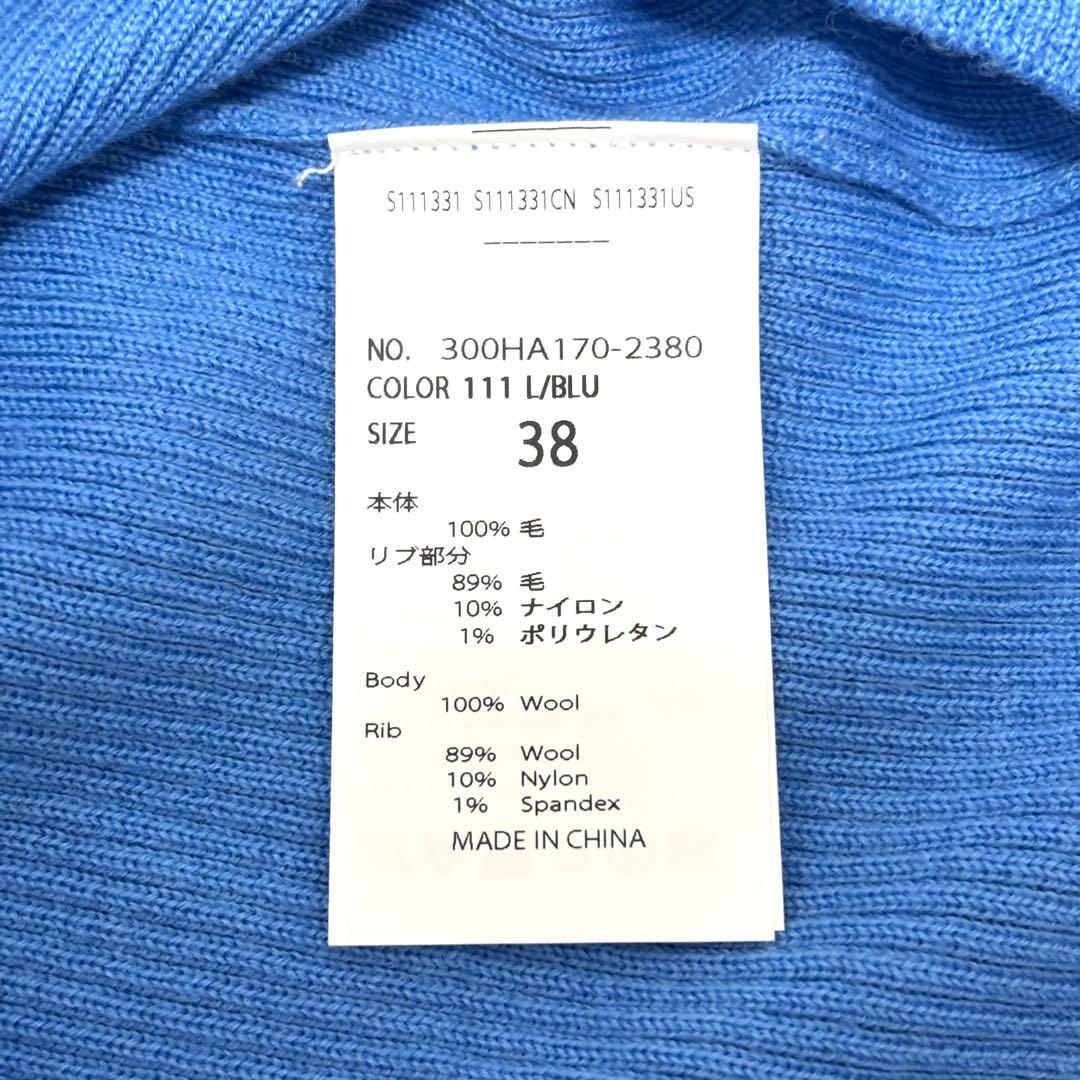 S111331 S111331CN S111331US
NO. 300HA170-2380
COLOR 111 L/BLU
SIZE 38
本体
100% 毛
リブ部分
89% 毛
10% ナイロン
1% ポリウレタン
Body
100% Wool
Rib
89% Wool
10% Nylon
1% Spandex
MADE IN CHINA